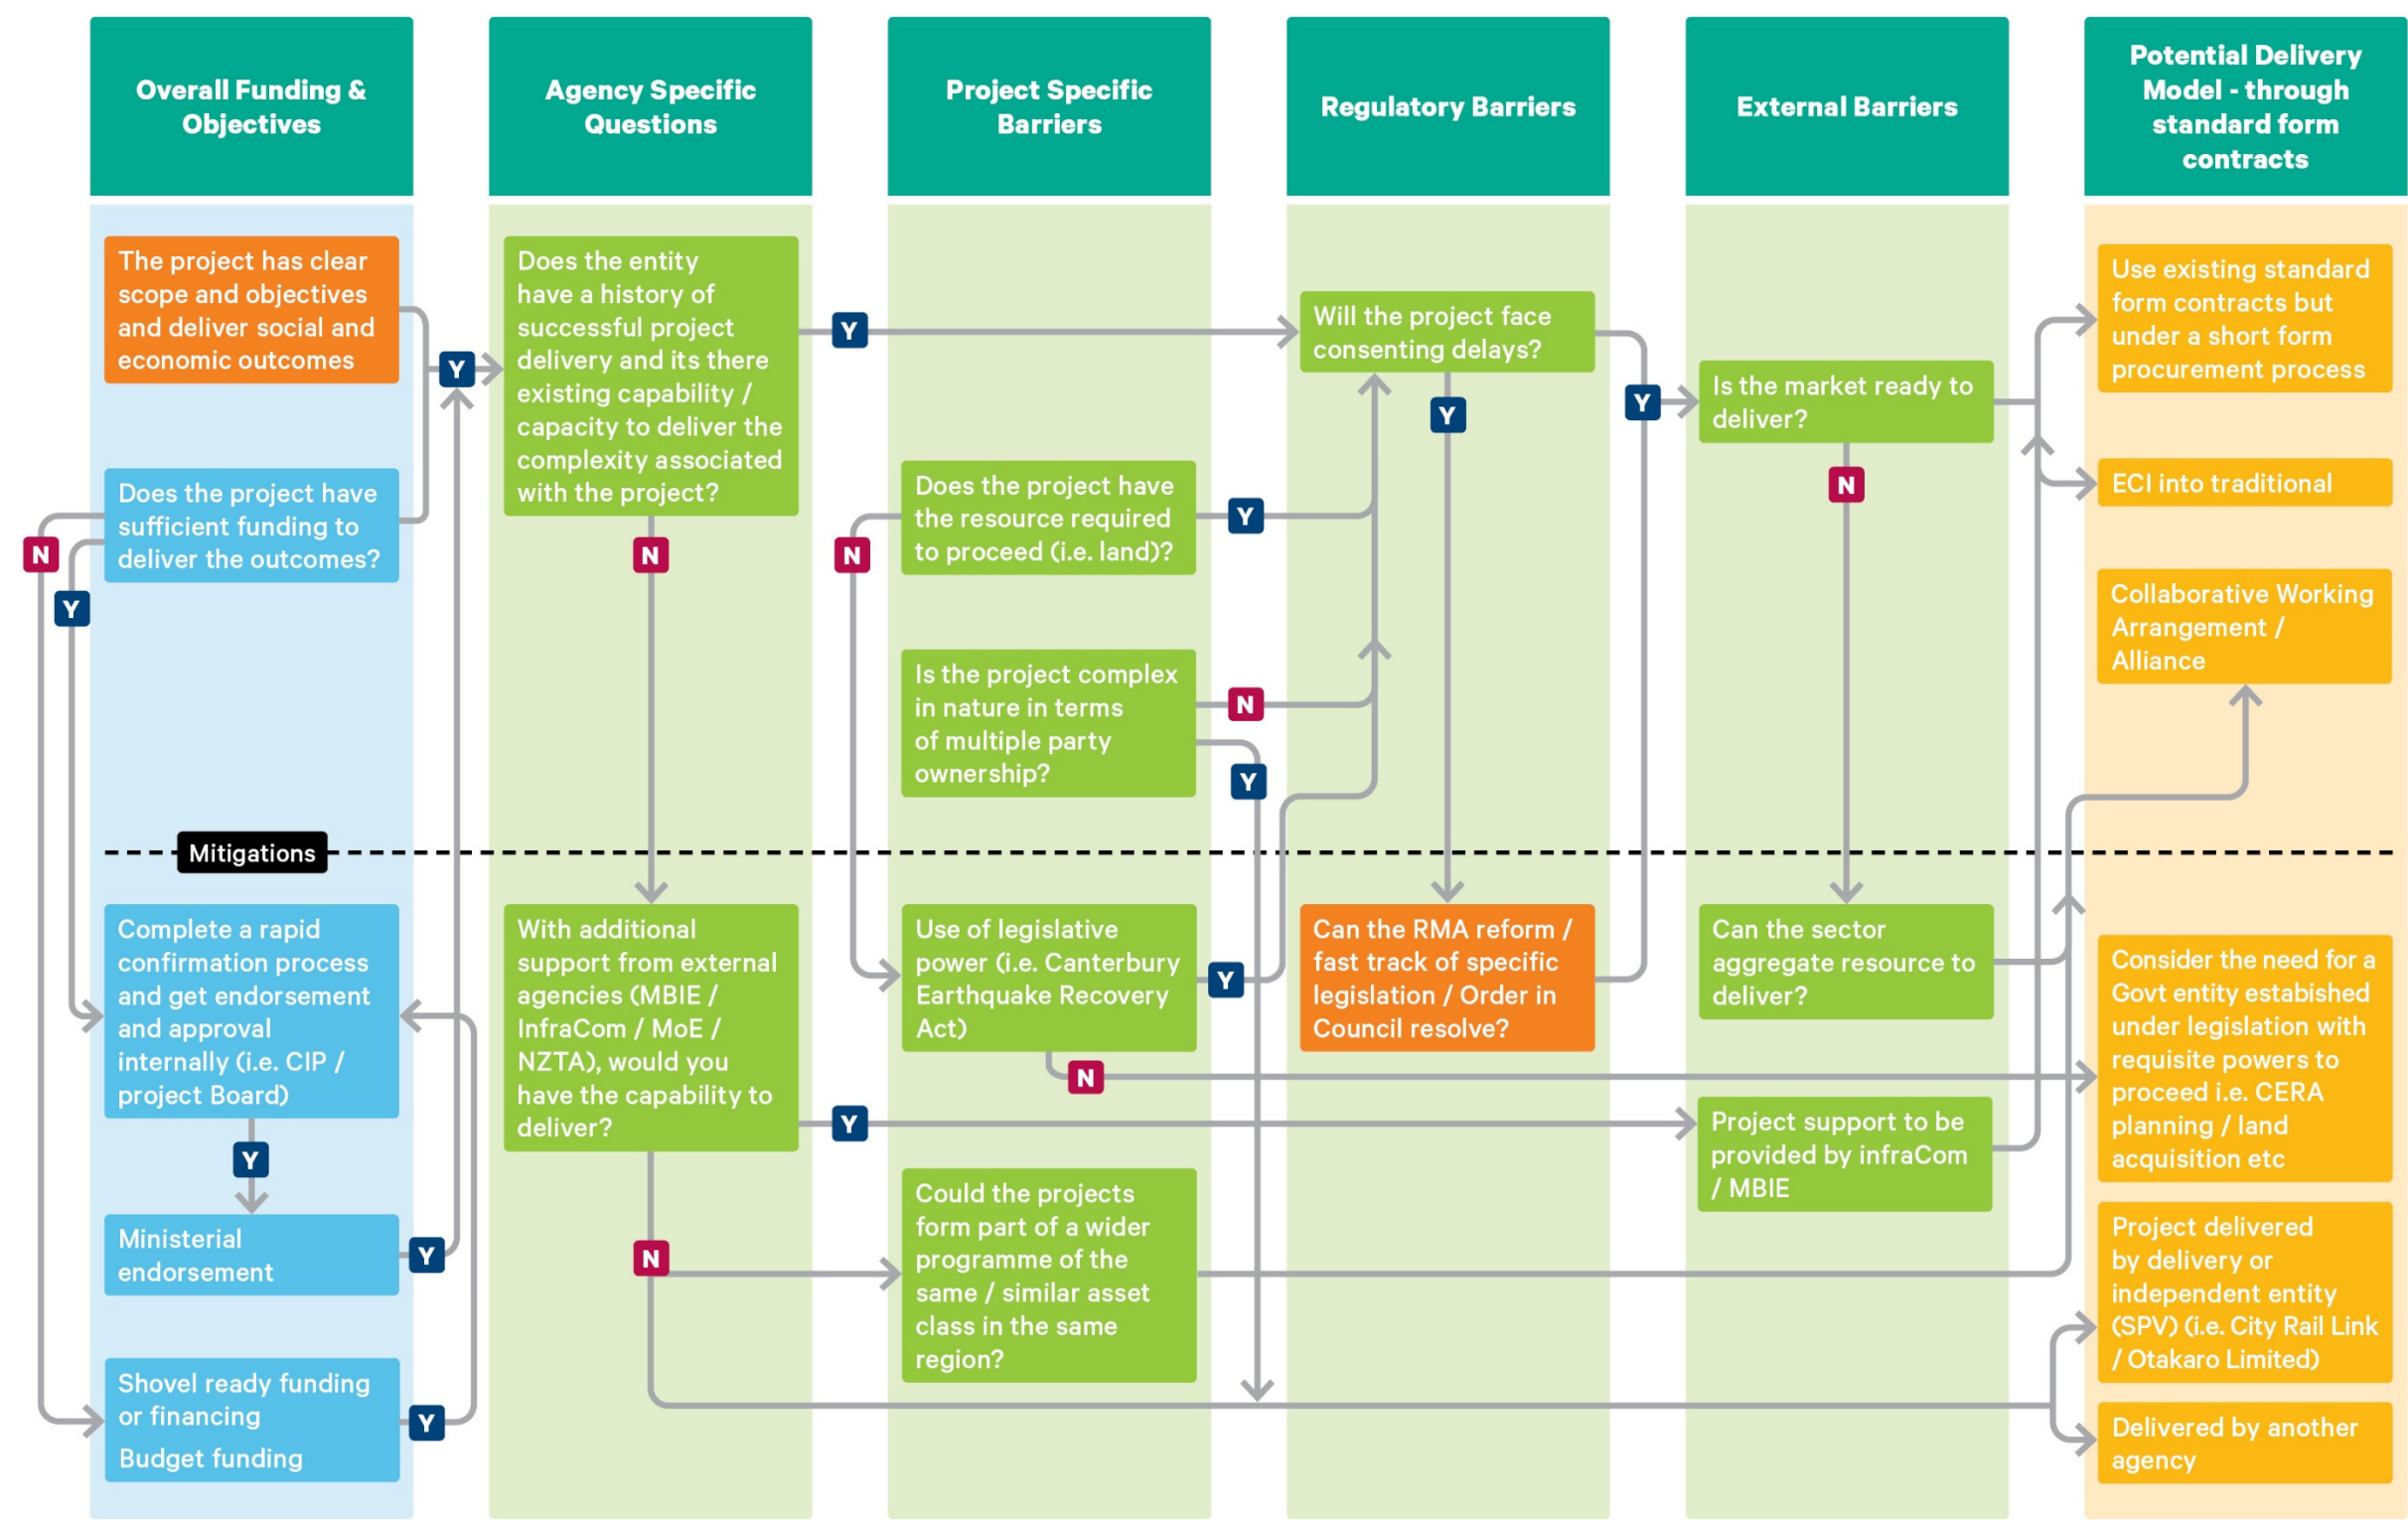 Overall Funding &
Objectives
Agency Specific
Questions
Project Specific
Barriers
Regulatory Barriers
External Barriers
Potential Delivery
Model - through
standard form
contracts
The project has clear
scope and objectives
and deliver social and
economic outcomes
Does the project have
sufficient funding to
deliver the outcomes?
N
Y
Y
Mitigations
Complete a rapid
confirmation process
and get endorsement
and approval
internally (i.e. CIP /
project Board)
Y
Ministerial
endorsement
Y
Shovel ready funding
or financing
Budget funding
Y
Does the entity
have a history of
successful project
delivery and its there
existing capability /
capacity to deliver the
complexity associated
with the project?
Y
N
With additional
support from external
agencies (MBIE /
InfraCom / MoE /
NZTA), would you
have the capability to
deliver?
Y
N
Does the project have
the resource required
to proceed (i.e. land)?
Y
N
Is the project complex
in nature in terms
of multiple party
ownership?
N
Y
Use of legislative
power (i.e. Canterbury
Earthquake Recovery
Act)
Y
N
Could the projects
form part of a wider
programme of the
same / similar asset
class in the same
region?
Will the project face
consenting delays?
Y
Y
Can the RMA reform /
fast track of specific
legislation / Order in
Council resolve?
Is the market ready to
deliver?
N
Can the sector
aggregate resource to
deliver?
Project support to be
provided by infraCom
/ MBIE
Use existing standard
form contracts but
under a short form
procurement process
ECI into traditional
Collaborative Working
Arrangement /
Alliance
Consider the need for a
Govt entity estabished
under legislation with
requisite powers to
proceed i.e. CERA
planning / land
acquisition etc
Project delivered
by delivery or
independent entity
(SPV) (i.e. City Rail Link
/ Otakaro Limited)
Delivered by another
agency